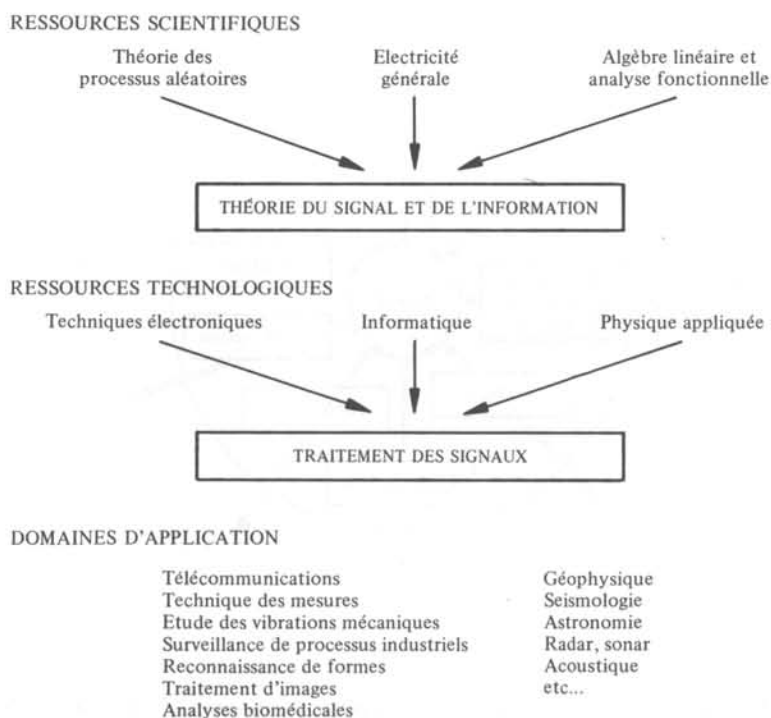 RESSOURCES SCIENTIFIQUES
Théorie des
processus aléatoires
Electricité
générale
Algèbre linéaire et
analyse fonctionnelle
THÉORIE DU SIGNAL ET DE L'INFORMATION
RESSOURCES TECHNOLOGIQUES
Techniques électroniques
Informatique
Physique appliquée
TRAITEMENT DES SIGNAUX
DOMAINES D'APPLICATION
Télécommunications
Technique des mesures
Etude des vibrations mécaniques
Surveillance de processus industriels
Reconnaissance de formes
Traitement d'images
Analyses biomédicales
Géophysique
Seismologie
Astronomie
Radar, sonar
Acoustique
etc...